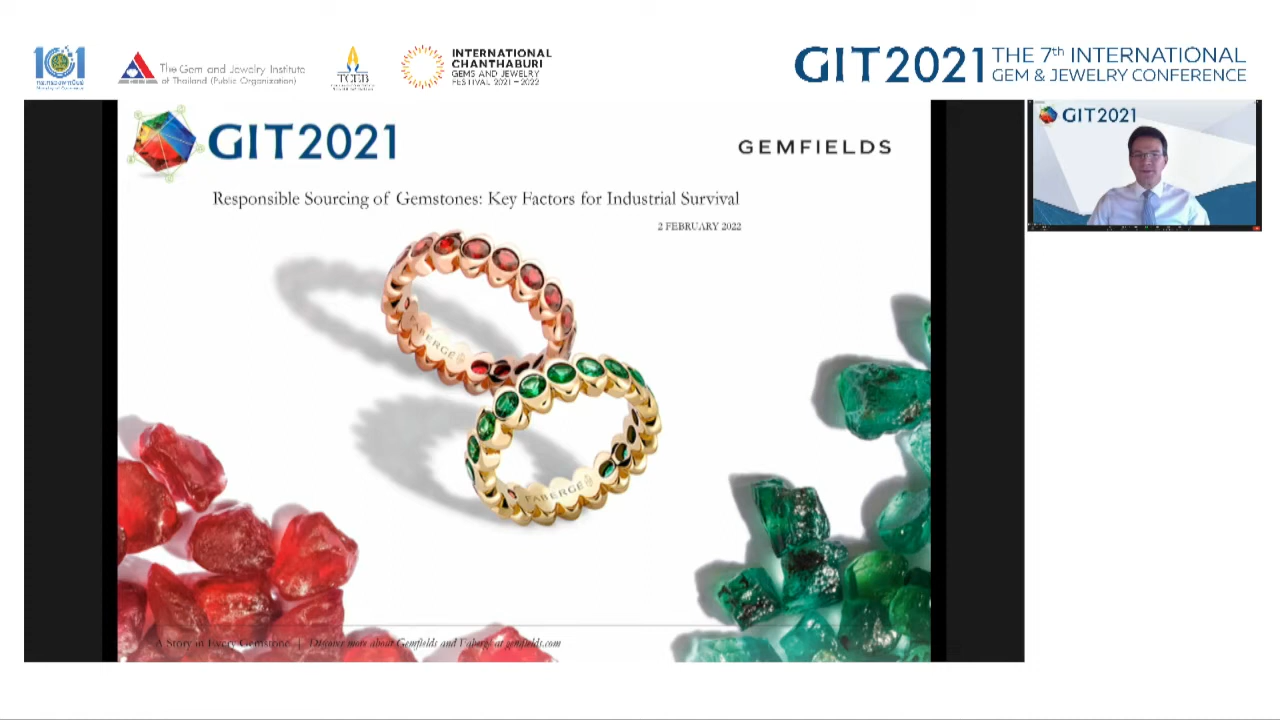 101
The Gem and Jewelry Institute
of Thailand (Public Organization)
TCEB
INTERNATIONAL
CHANTHABURI
GEMS AND JEWELRY
FESTIVAL 2021 – 2022
GIT2021 THE 7th INTERNATIONAL
GEM & JEWELRY CONFERENCE
GIT2021
GEMFIELDS
Responsible Sourcing of Gemstones: Key Factors for Industrial Survival
2 FEBRUARY 2022
FABERGÉ
FABERGÉ
A Story in Every Gemstone | Discover more about Gemfields and Fabergé at gemfields.com
GIT2021